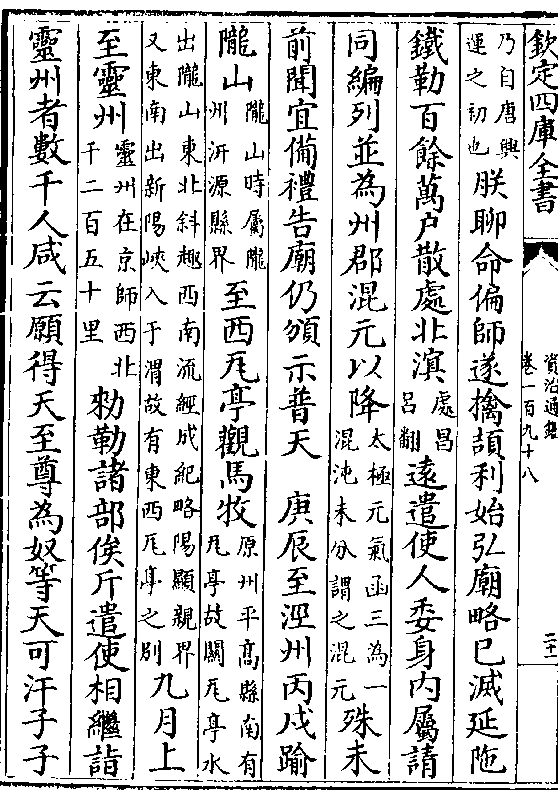 欽定四庫全書
資治通鑑
卷一百九十八
二十一
乃自唐興
運之初也
朕聊命偏師遂擒頡利始弘廟略已滅延陁
鐵勒百餘萬户散處北溟
處昌
吕翻
逺遣使人委身内屬請
同編列並為州郡混元以降
太極元氣函三為一
混沌未分謂之混元
殊未
前聞宜備禮告廟仍頒示普天 庚辰至涇州丙戌踰
隴山
隴山時屬隴
州汧源縣界
至西瓦亭觀馬牧
原州平高縣南有
瓦亭故關瓦亭水
出隴山東北斜趣西南流經成紀略陽顯親界
又東南出新陽峽入于渭故有東西瓦亭之别
九月上
至靈州
靈州在京師西北
千二百五十里
勑勒諸部俟斤遣使相繼詣
靈州者數千人咸云願得天至尊為奴等天可汗子子